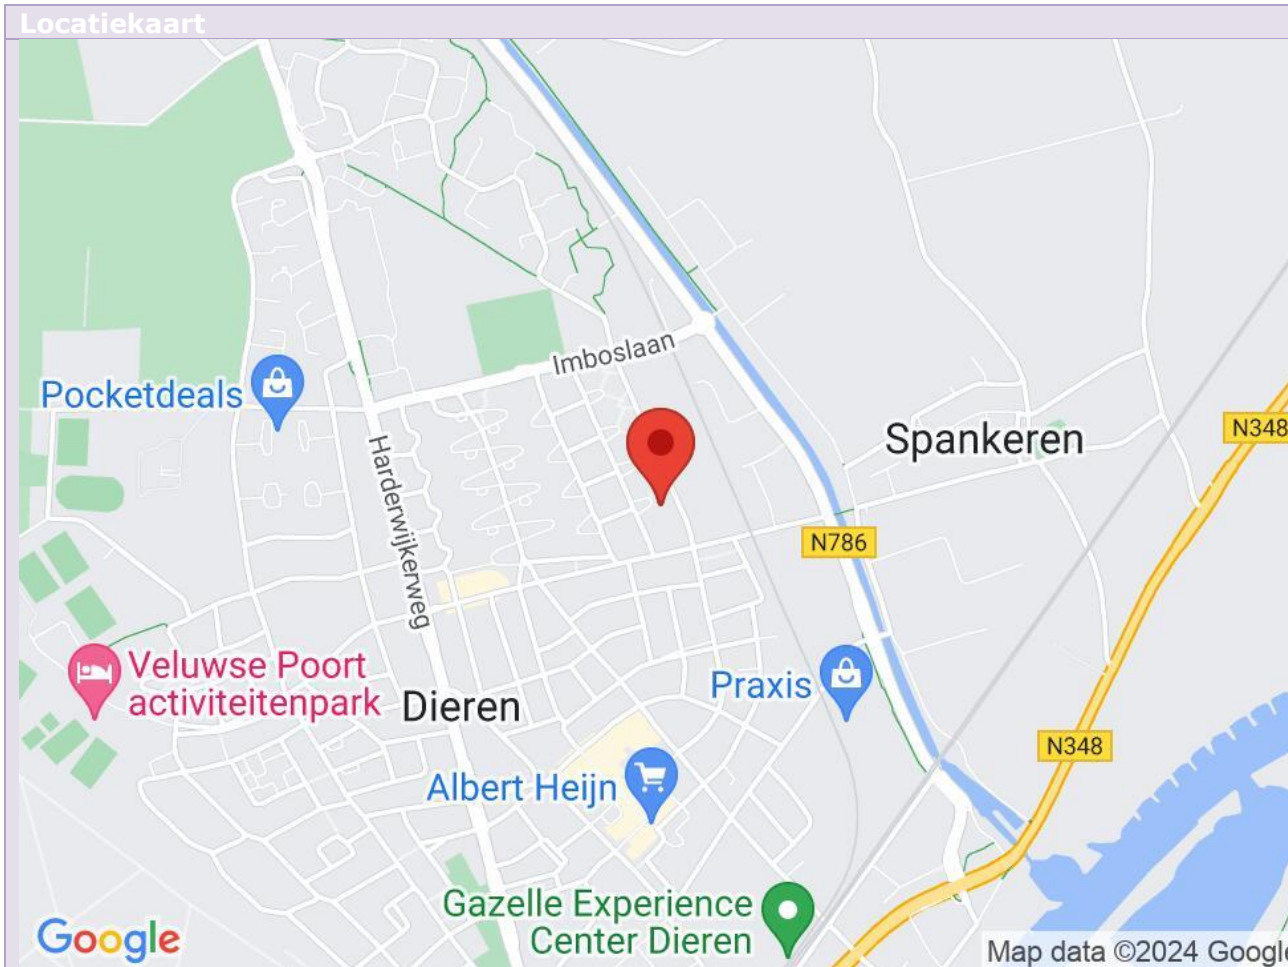 Locatiekaart
Imboslaan
Pocketdeals
Harderwijkerweg
Spankeren
N348
N786
Veluwse Poort
activiteitenpark
Dieren
Praxis
N348
Albert Heijn
Gazelle Experience
Center Dieren
Google
Map data ©2024 Google